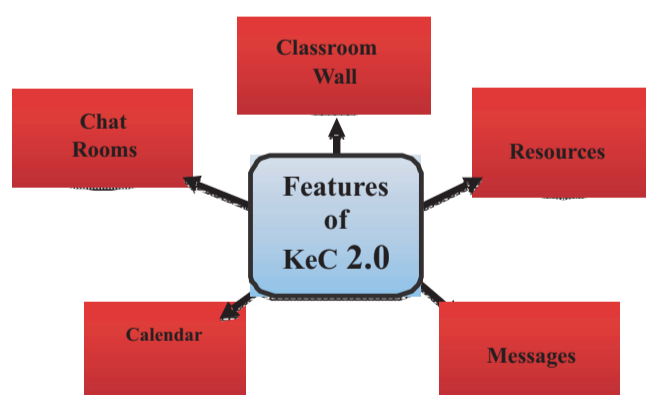 Classroom
Wall
Chat
Rooms
Resources
Features
of
KeC 2.0
Calendar
Messages